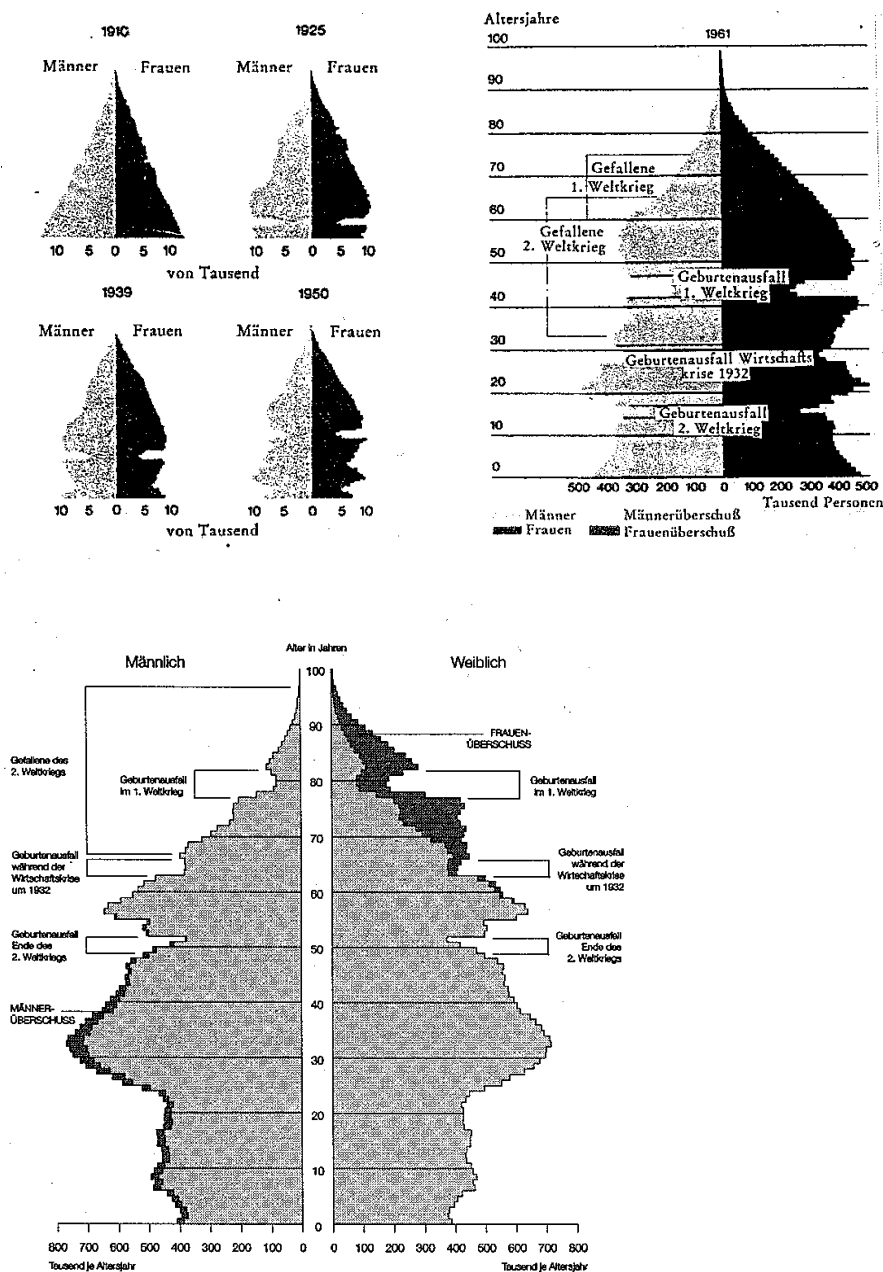 1910
Männer Frauen
10 5 0 5 10
1925
Männer Frauen
10 5 0 5 10
von Tausend
1939
Männer Frauen
10 5 0 5 10
1950
Männer Frauen
10 5 0 5 10
von Tausend
Altersjahre
1961
100
90
80
70
60
50
40
30
20
10
0
Gefallene
1. Weltkrieg
Gefallene
2. Weltkrieg
Geburtenausfall
1. Weltkrieg
Geburtenausfall Wirtschafts
krise 1932
Geburtenausfall
2. Weltkrieg
500 400 300 200 100 0 100 200 300 400 500
Tausend Personen
Männer Männerüberschuß
Frauen Frauenüberschuß
Männlich
Alter in Jahren
Weiblich
100
90
80
70
60
50
40
30
20
10
0
Gefallene des
2. Weltkriegs
Geburtenausfall
im 1. Weltkrieg
Geburtenausfall
während der
Wirtschaftskrise
um 1932
Geburtenausfall
Ende des
2. Weltkriegs
MÄNNER-
ÜBERSCHUSS
FRAUEN-
ÜBERSCHUSS
Geburtenausfall
im 1. Weltkrieg
Geburtenausfall
während der
Wirtschaftskrise
um 1932
Geburtenausfall
Ende des
2. Weltkriegs
800 700 600 500 400 300 200 100 0
0 100 200 300 400 500 600 700 800
Tausend je Altersjahr
Tausend je Altersjahr